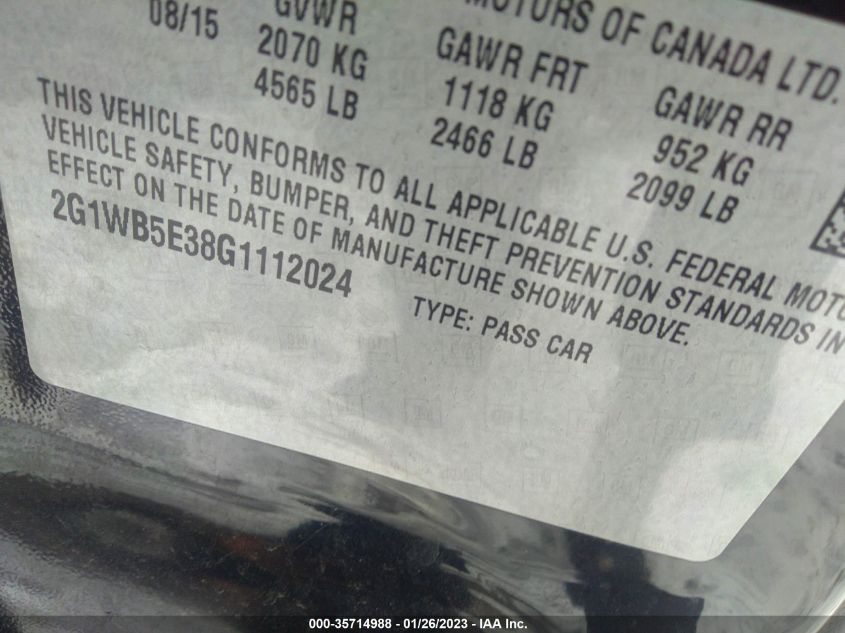 MOTORS OF CANADA LTD.
08/15 GVWR GAWR FRT GAWR RR
2070 KG 1118 KG 952 KG
4565 LB 2466 LB 2099 LB
THIS VEHICLE CONFORMS TO ALL APPLICABLE U.S. FEDERAL MOTO
VEHICLE SAFETY, BUMPER, AND THEFT PREVENTION STANDARDS IN
EFFECT ON THE DATE OF MANUFACTURE SHOWN ABOVE.
2G1WB5E38G1112024 TYPE: PASS CAR
000-35714988 - 01/26/2023 - IAA Inc.